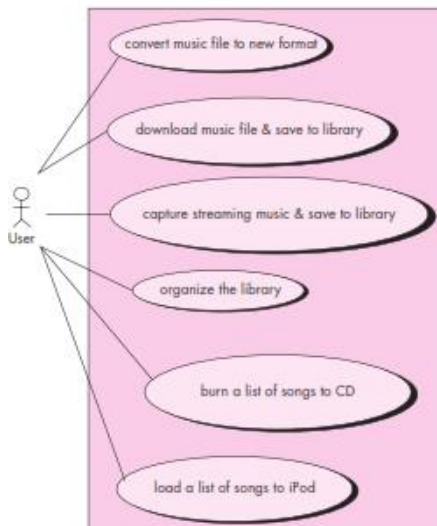 convert music file to new format
download music file & save to library
capture streaming music & save to library
User
organize the library
burn a list of songs to CD
load a list of songs to iPod